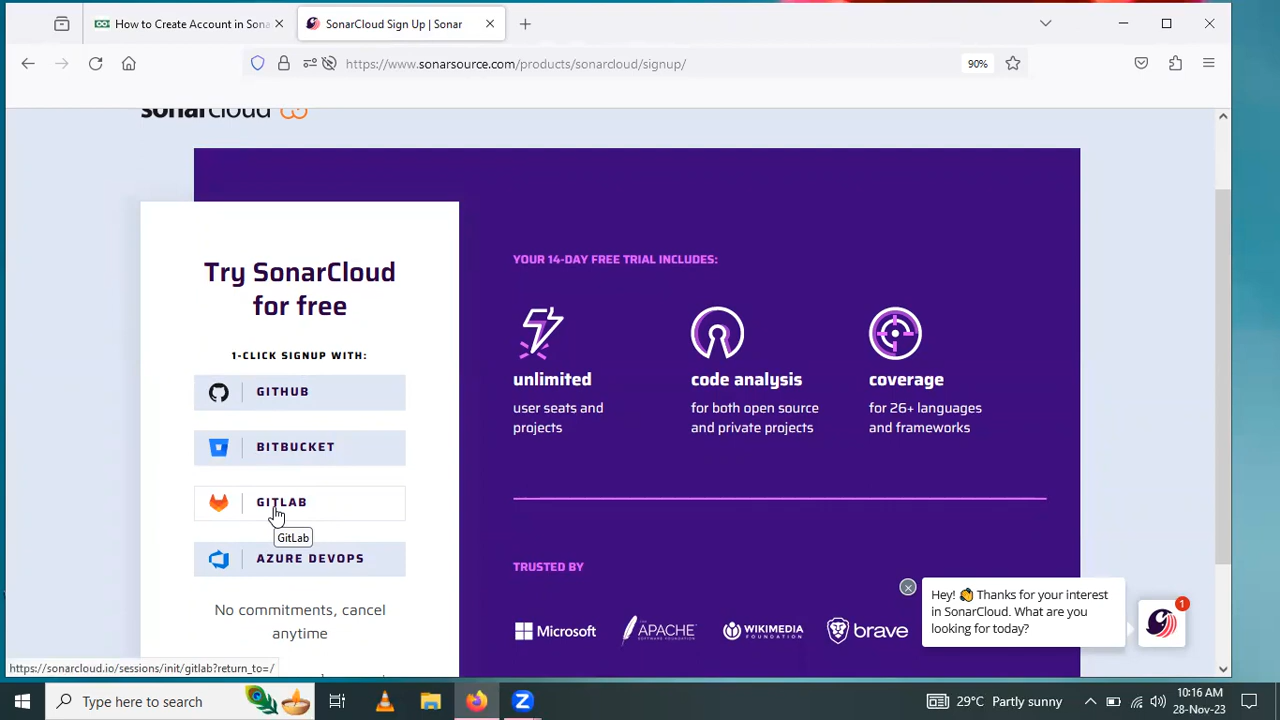 How to Create Account in Sona
SonarCloud Sign Up | Sonar
https://www.sonarsource.com/products/sonarcloud/signup/
90%
sonarcloud
Try SonarCloud
for free
1-CLICK SIGNUP WITH:
GITHUB
BITBUCKET
GITLAB
GitLab
AZURE DEVOPS
No commitments, cancel
anytime
YOUR 14-DAY FREE TRIAL INCLUDES:
unlimited
user seats and
projects
code analysis
for both open source
and private projects
coverage
for 26+ languages
and frameworks
TRUSTED BY
Microsoft
APACHE
WIKIMEDIA
FOUNDATION
brave
Hey! 👏 Thanks for your interest
in SonarCloud. What are you
looking for today?
1
https://sonarcloud.io/sessions/init/gitlab?return_to=/
Type here to search
29°C Partly sunny
10:16 AM
28-Nov-23